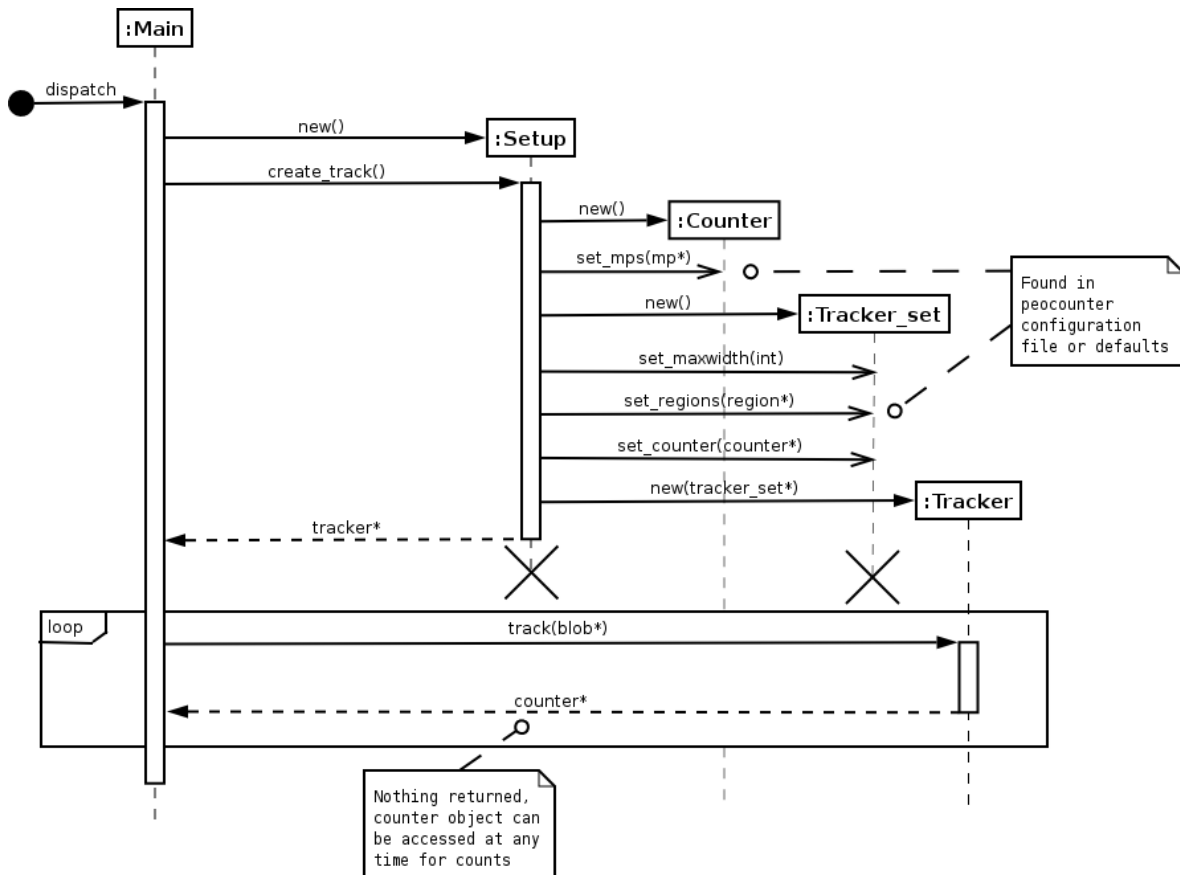 :Main
dispatch
new()
:Setup
create_track()
new()
:Counter
set_mps(mp*)
Found in
peocounter
configuration
file or defaults
new()
:Tracker_set
set_maxwidth(int)
set_regions(region*)
set_counter(counter*)
new(tracker_set*)
:Tracker
tracker*
loop
track(blob*)
counter*
Nothing returned,
counter object can
be accessed at any
time for counts